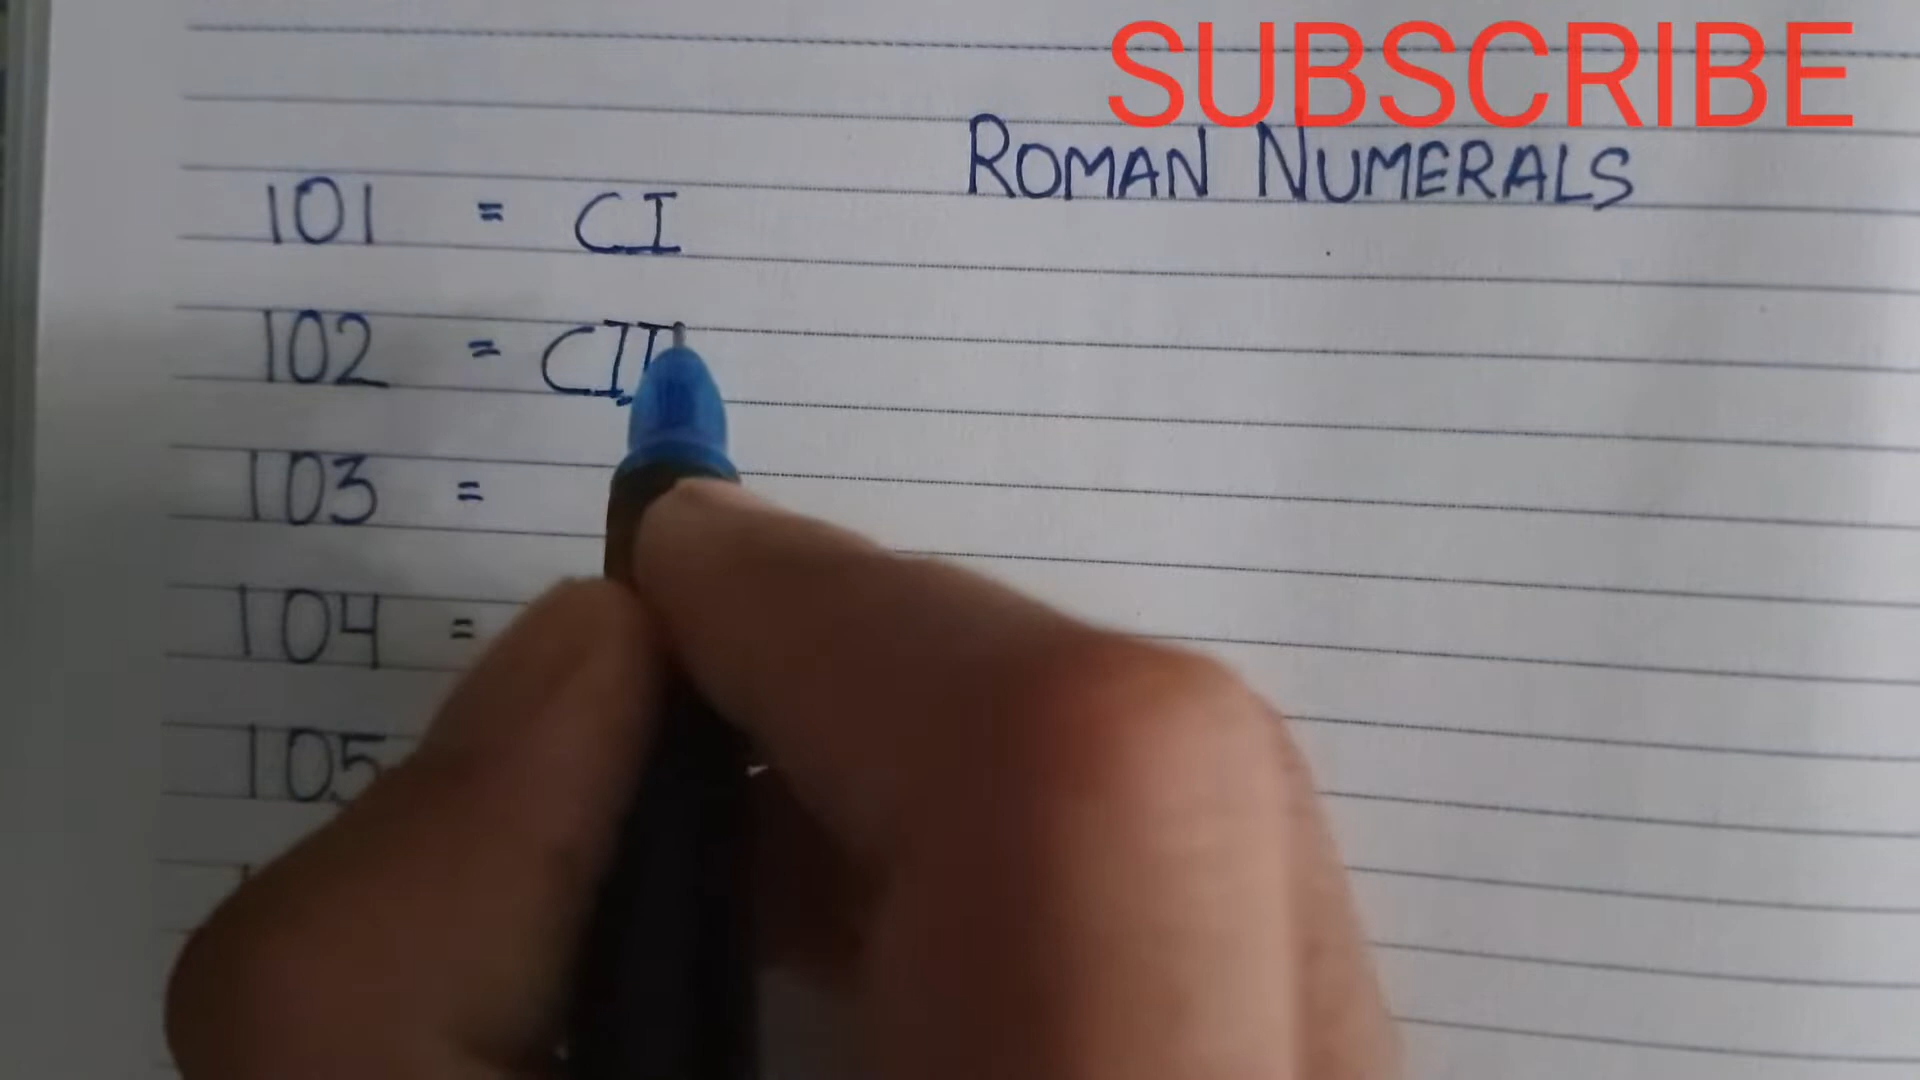 SUBSCRIBE
ROMAN NUMERALS
101 = CI
102 = CII
103 =
104 =
105